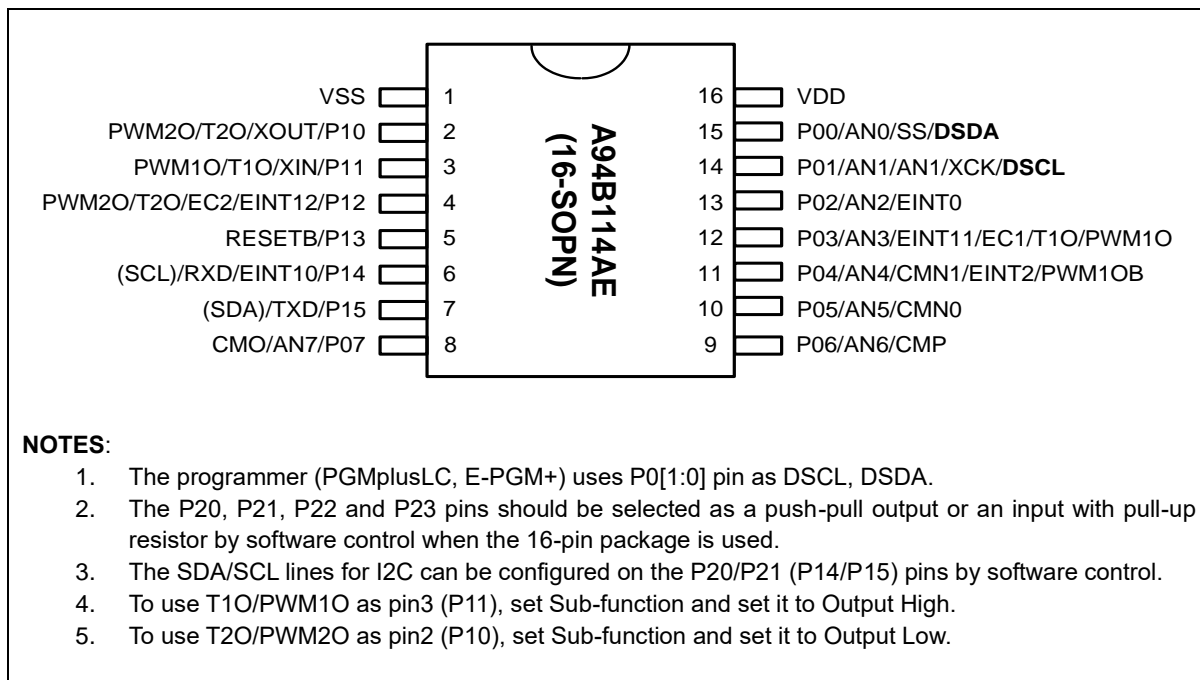 VSS 1
PWM2O/T2O/XOUT/P10 2
PWM1O/T1O/XIN/P11 3
PWM2O/T2O/EC2/EINT12/P12 4
RESETB/P13 5
(SCL)/RXD/EINT10/P14 6
(SDA)/TXD/P15 7
CMO/AN7/P07 8
A94B114AE
(16-SOPN)
16 VDD
15 P00/AN0/SS/DSDA
14 P01/AN1/AN1/XCK/DSCL
13 P02/AN2/EINT0
12 P03/AN3/EINT11/EC1/T1O/PWM1O
11 P04/AN4/CMN1/EINT2/PWM1OB
10 P05/AN5/CMN0
9 P06/AN6/CMP
NOTES:
1. The programmer (PGMplusLC, E-PGM+) uses P0[1:0] pin as DSCL, DSDA.
2. The P20, P21, P22 and P23 pins should be selected as a push-pull output or an input with pull-up
resistor by software control when the 16-pin package is used.
3. The SDA/SCL lines for I2C can be configured on the P20/P21 (P14/P15) pins by software control.
4. To use T1O/PWM1O as pin3 (P11), set Sub-function and set it to Output High.
5. To use T2O/PWM2O as pin2 (P10), set Sub-function and set it to Output Low.